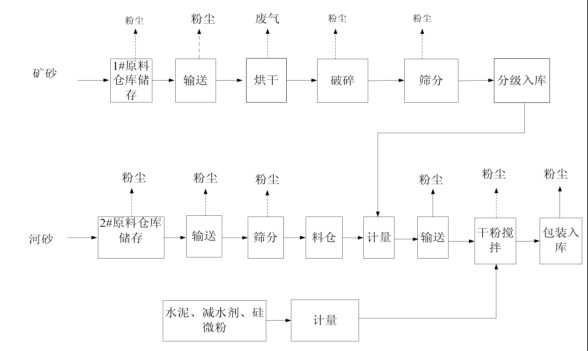 粉尘
粉尘
废气
粉尘
粉尘
矿砂
1#原料
仓库储
存
输送
烘干
破碎
筛分
分级入库
粉尘
粉尘
粉尘
粉尘
粉尘
粉尘
河砂
2#原料仓库
储存
输送
筛分
料仓
计量
输送
干粉搅
拌
包装入
库
水泥、减水剂、硅
微粉
计量